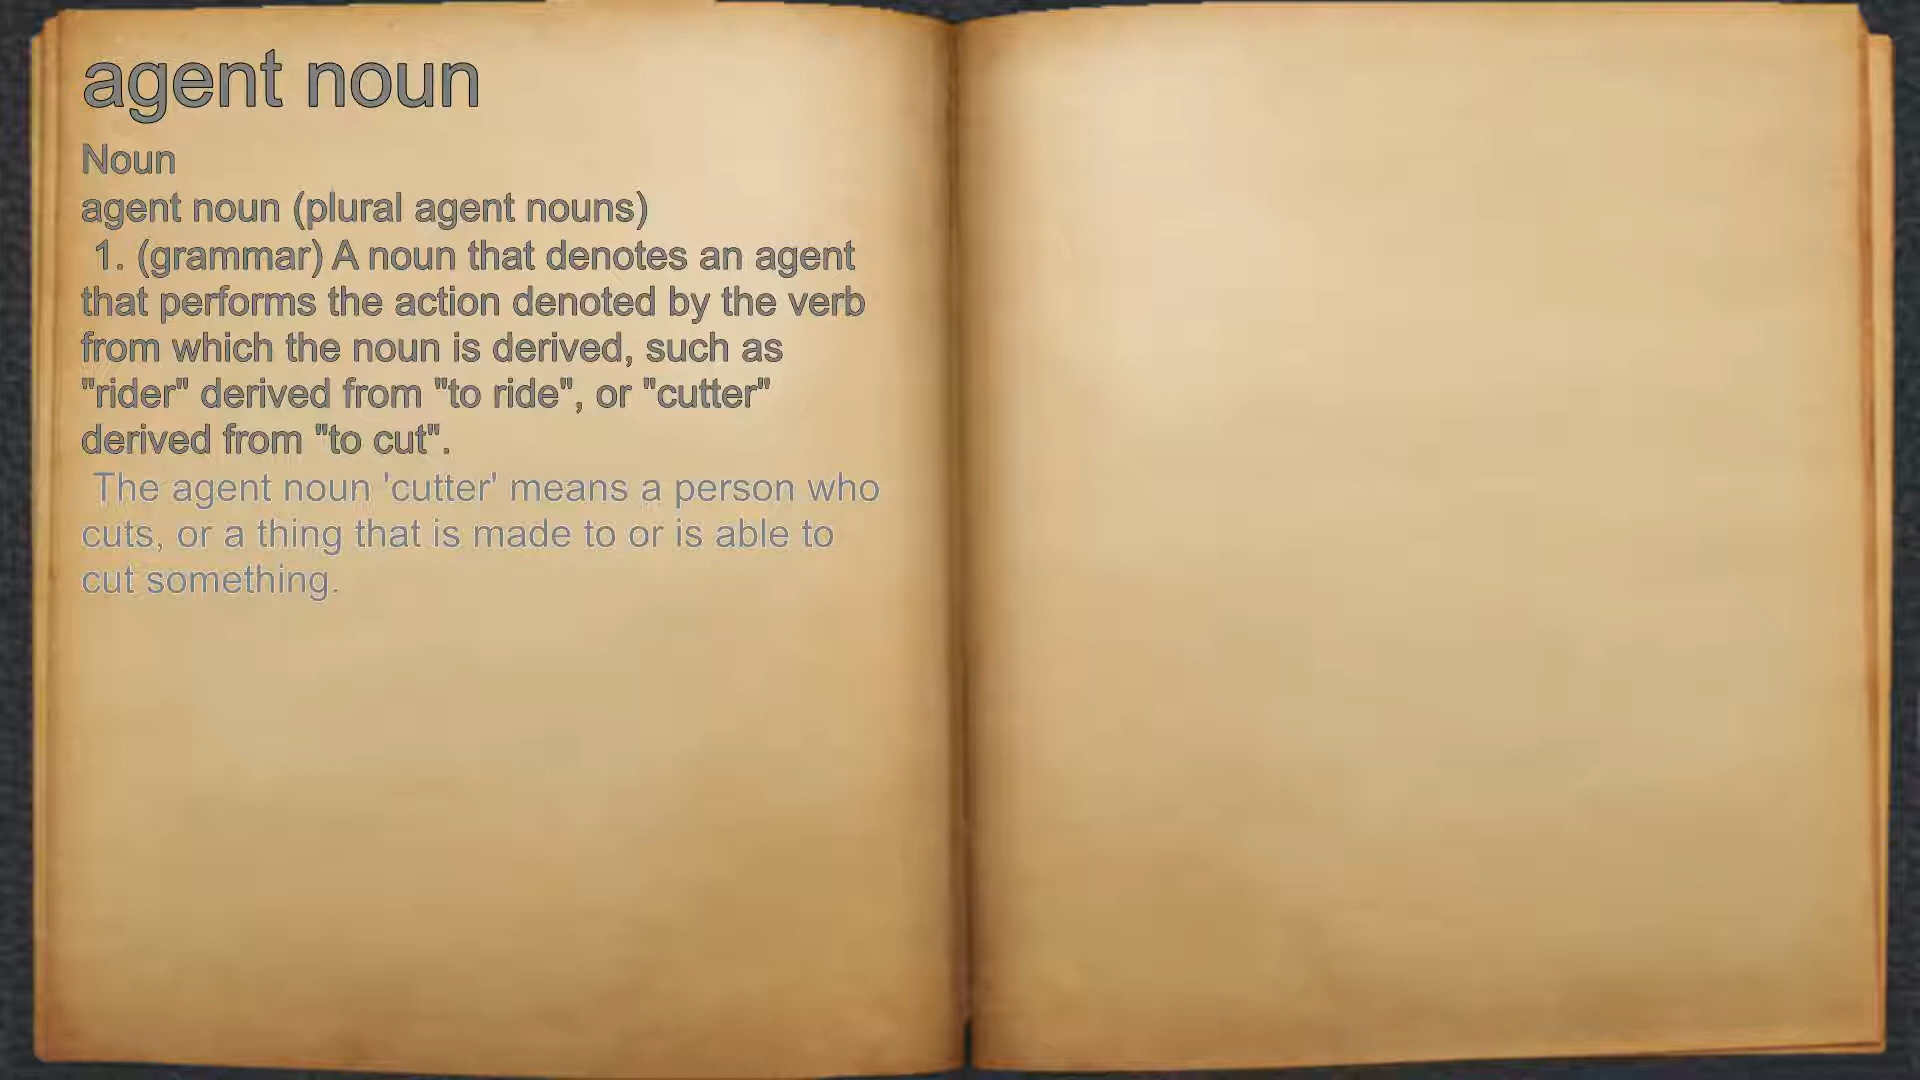 agent noun
Noun
agent noun (plural agent nouns)
1. (grammar) A noun that denotes an agent
that performs the action denoted by the verb
from which the noun is derived, such as
"rider" derived from "to ride", or "cutter"
derived from "to cut".
The agent noun 'cutter' means a person who
cuts, or a thing that is made to or is able to
cut something.